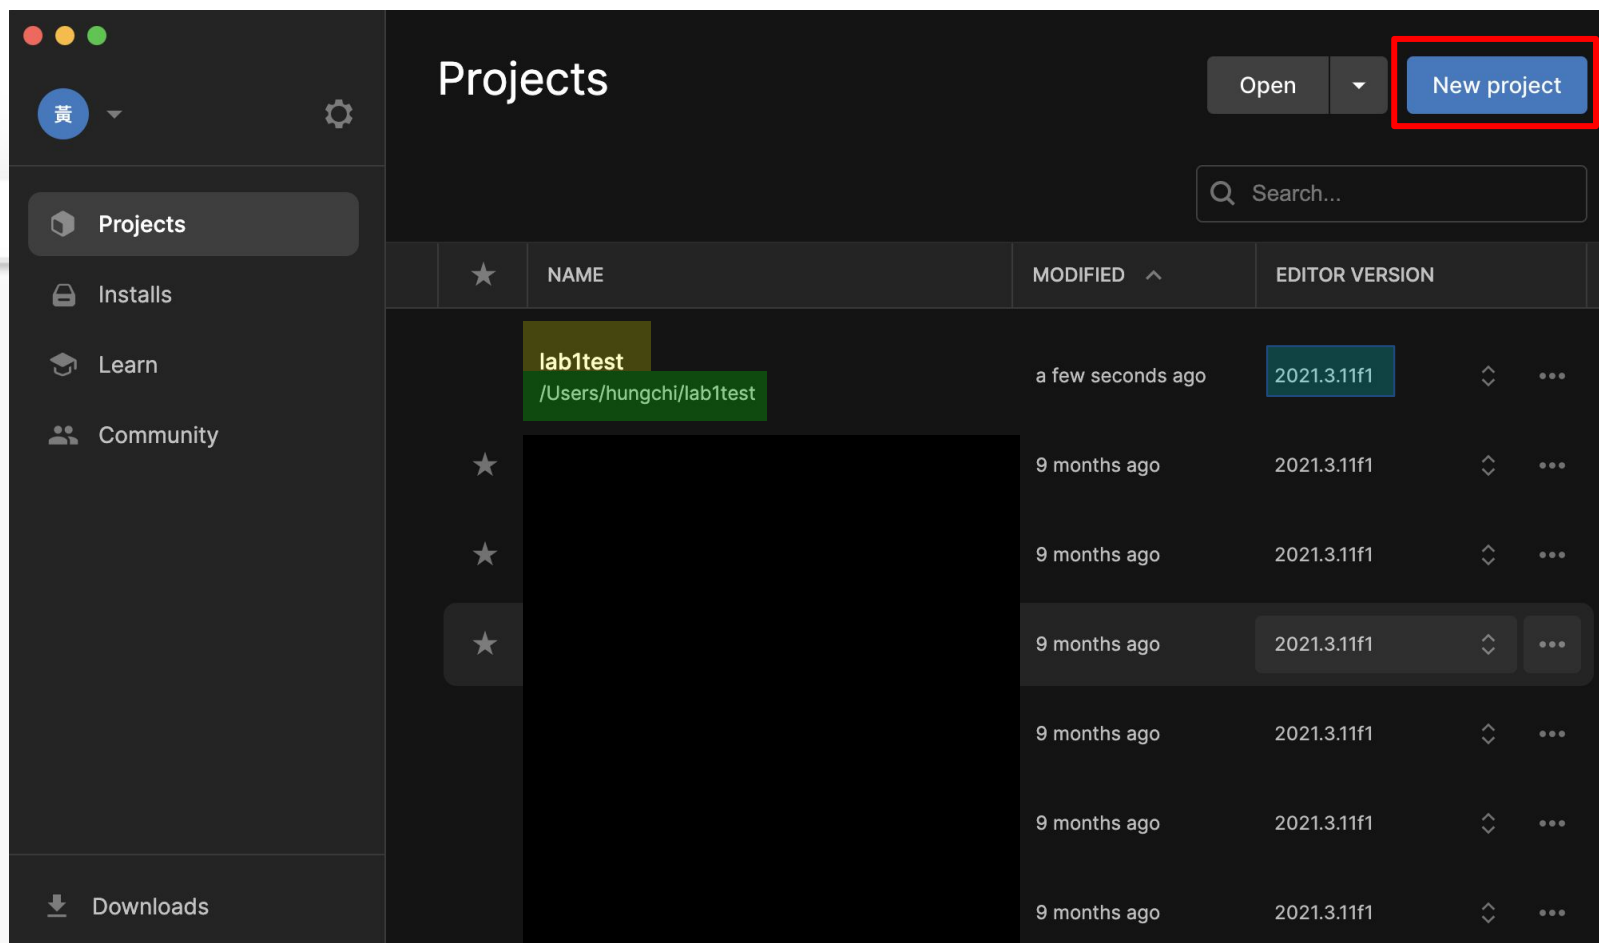 黃
Projects
Installs
Learn
Community
Downloads
Projects
Open
New project
Search...
NAME MODIFIED EDITOR VERSION
lab1test
/Users/hungchi/lab1test
a few seconds ago 2021.3.11f1
9 months ago 2021.3.11f1
9 months ago 2021.3.11f1
9 months ago 2021.3.11f1
9 months ago 2021.3.11f1
9 months ago 2021.3.11f1
9 months ago 2021.3.11f1